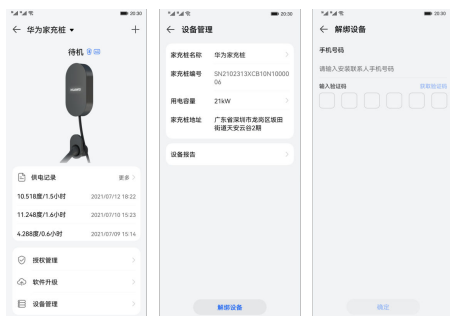 20:30
华为家充桩
待机
供电记录
更多
10.518度/1.5小时
2021/07/12 18:22
11.248度/1.6小时
2021/07/10 15:23
4.288度/0.6小时
2021/07/09 15:14
授权管理
软件升级
设备管理
20:30
设备管理
家充桩名称
华为家充桩
家充桩编号
SN2102313XCB10N10000
06
用电容量
21kW
家充桩地址
广东省深圳市龙岗区坂田
街道天安云谷2期
设备报告
解绑设备
20:30
解绑设备
手机号码
请输入安装联系人手机号码
输入验证码
获取验证码
确定